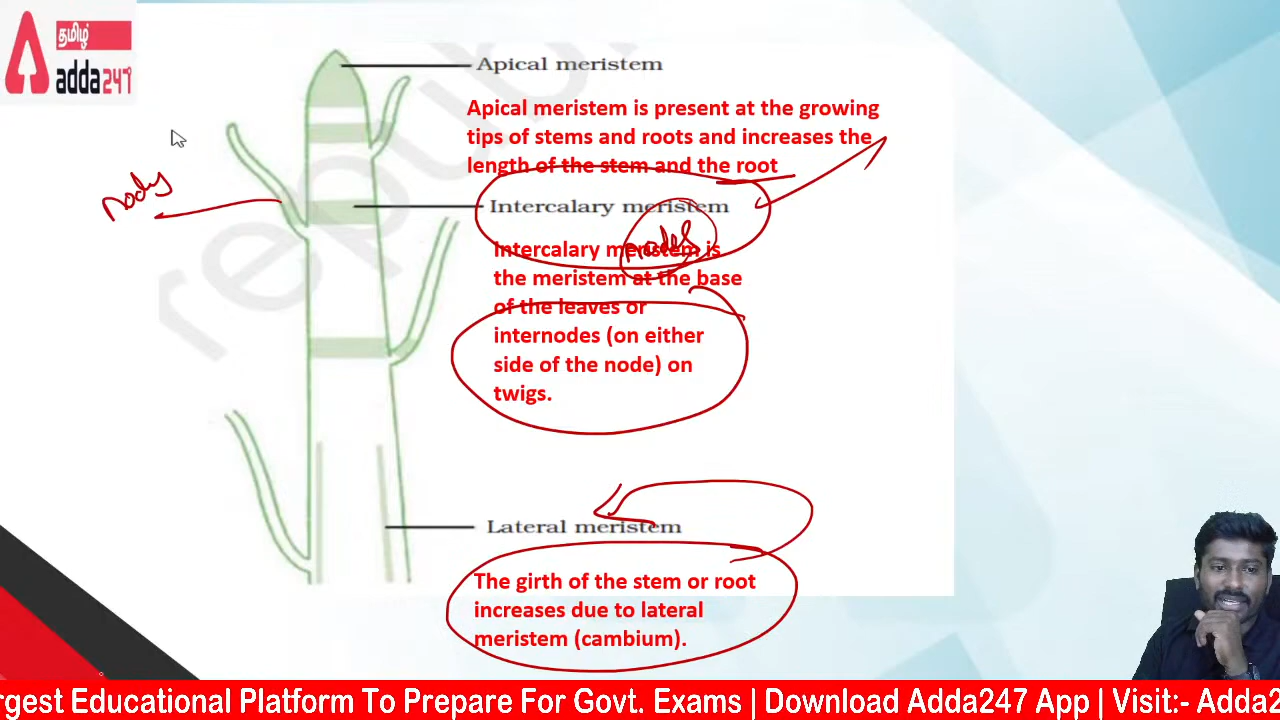 தமிழ்
adda247
Apical meristem
Apical meristem is present at the growing
tips of stems and roots and increases the
length of the stem and the root
nody
Intercalary meristem
nodes
Intercalary meristem is
the meristem at the base
of the leaves or
internodes (on either
side of the node) on
twigs.
Lateral meristem
The girth of the stem or root
increases due to lateral
meristem (cambium).
republ
rgest Educational Platform To Prepare For Govt. Exams | Download Adda247 App | Visit:- Adda2